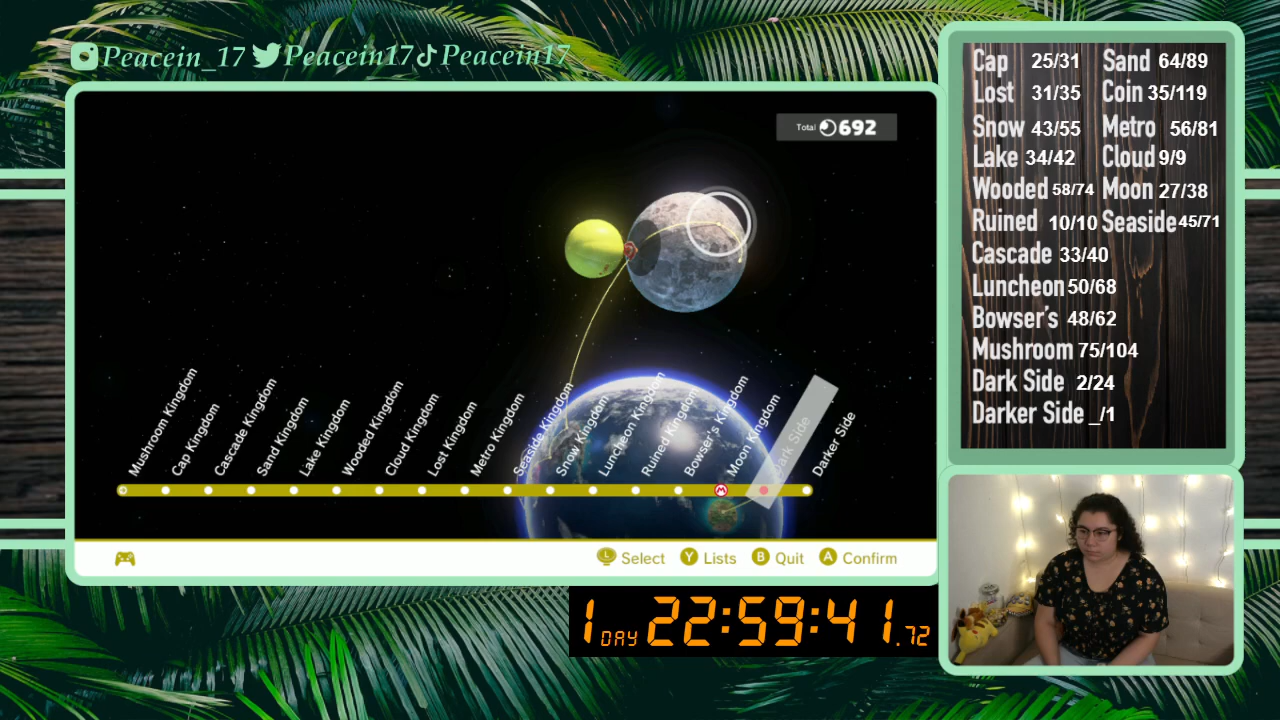 Peacein_17 Peacein17 Peacein17
Total 692
Mushroom Kingdom
Cap Kingdom
Cascade Kingdom
Sand Kingdom
Lake Kingdom
Wooded Kingdom
Cloud Kingdom
Lost Kingdom
Metro Kingdom
Seaside Kingdom
Snow Kingdom
Luncheon Kingdom
Ruined Kingdom
Bowser's Kingdom
Moon Kingdom
Dark Side
Darker Side
L Select Y Lists B Quit A Confirm
1 DAY 22:59:41.72
Cap 25/31 Sand 64/89
Lost 31/35 Coin 35/119
Snow 43/55 Metro 56/81
Lake 34/42 Cloud 9/9
Wooded 58/74 Moon 27/38
Ruined 10/10 Seaside 45/71
Cascade 33/40
Luncheon 50/68
Bowser's 48/62
Mushroom 75/104
Dark Side 2/24
Darker Side _/1